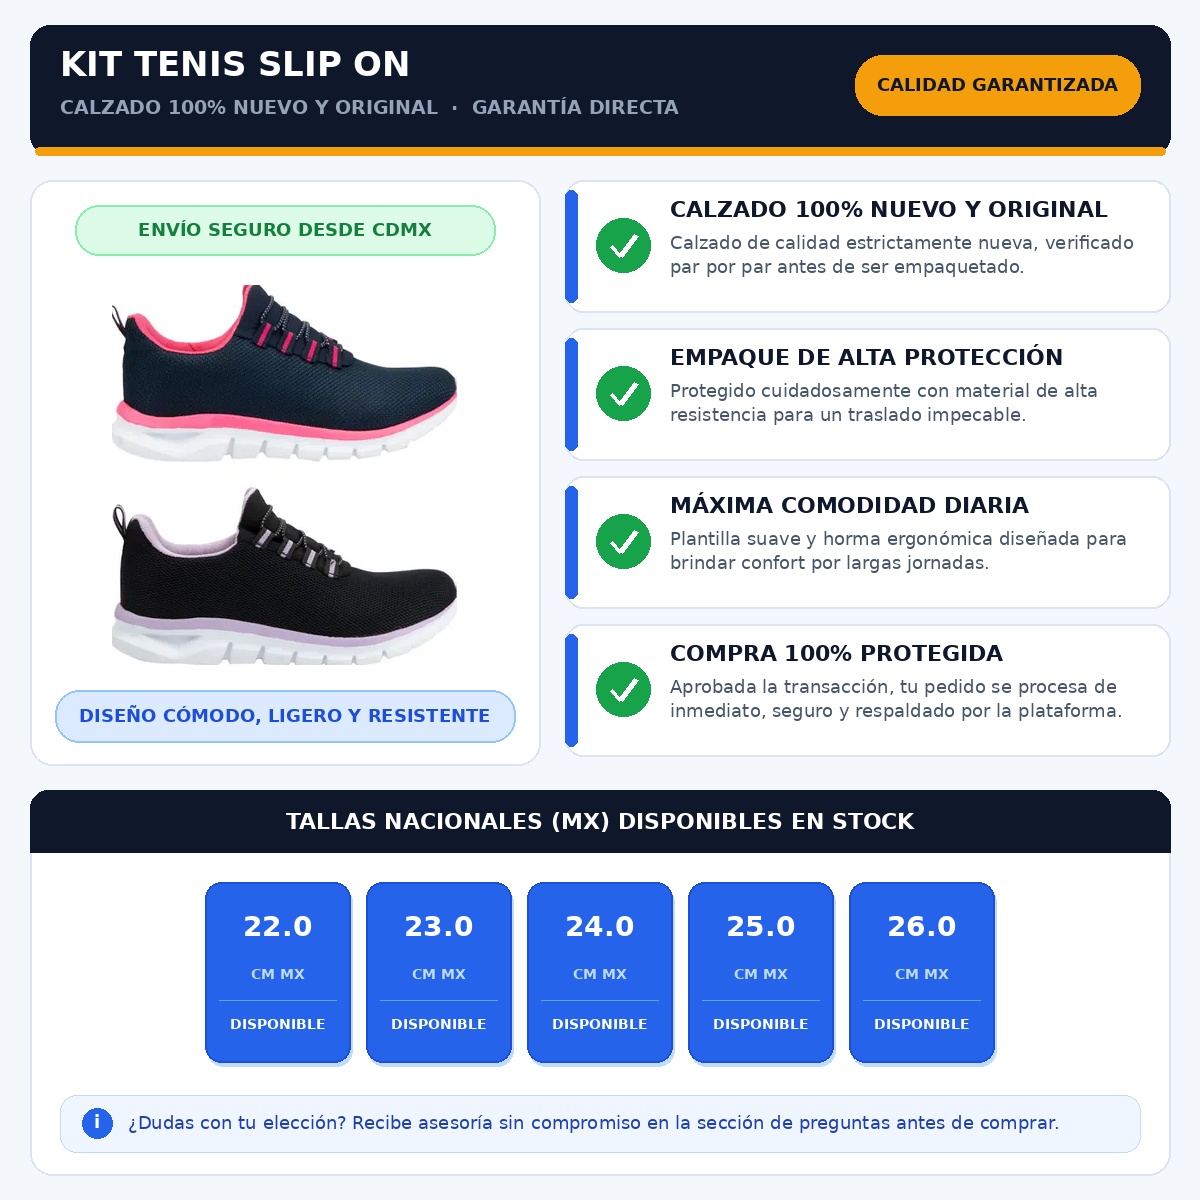 KIT TENIS SLIP ON
CALZADO 100% NUEVO Y ORIGINAL · GARANTÍA DIRECTA
CALIDAD GARANTIZADA
ENVÍO SEGURO DESDE CDMX
DISEÑO CÓMODO, LIGERO Y RESISTENTE
CALZADO 100% NUEVO Y ORIGINAL
Calzado de calidad estrictamente nueva, verificado
par por par antes de ser empaquetado.
EMPAQUE DE ALTA PROTECCIÓN
Protegido cuidadosamente con material de alta
resistencia para un traslado impecable.
MÁXIMA COMODIDAD DIARIA
Plantilla suave y horma ergonómica diseñada para
brindar confort por largas jornadas.
COMPRA 100% PROTEGIDA
Aprobada la transacción, tu pedido se procesa de
inmediato, seguro y respaldado por la plataforma.
TALLAS NACIONALES (MX) DISPONIBLES EN STOCK
22.0
CM MX
DISPONIBLE
23.0
CM MX
DISPONIBLE
24.0
CM MX
DISPONIBLE
25.0
CM MX
DISPONIBLE
26.0
CM MX
DISPONIBLE
i ¿Dudas con tu elección? Recibe asesoría sin compromiso en la sección de preguntas antes de comprar.